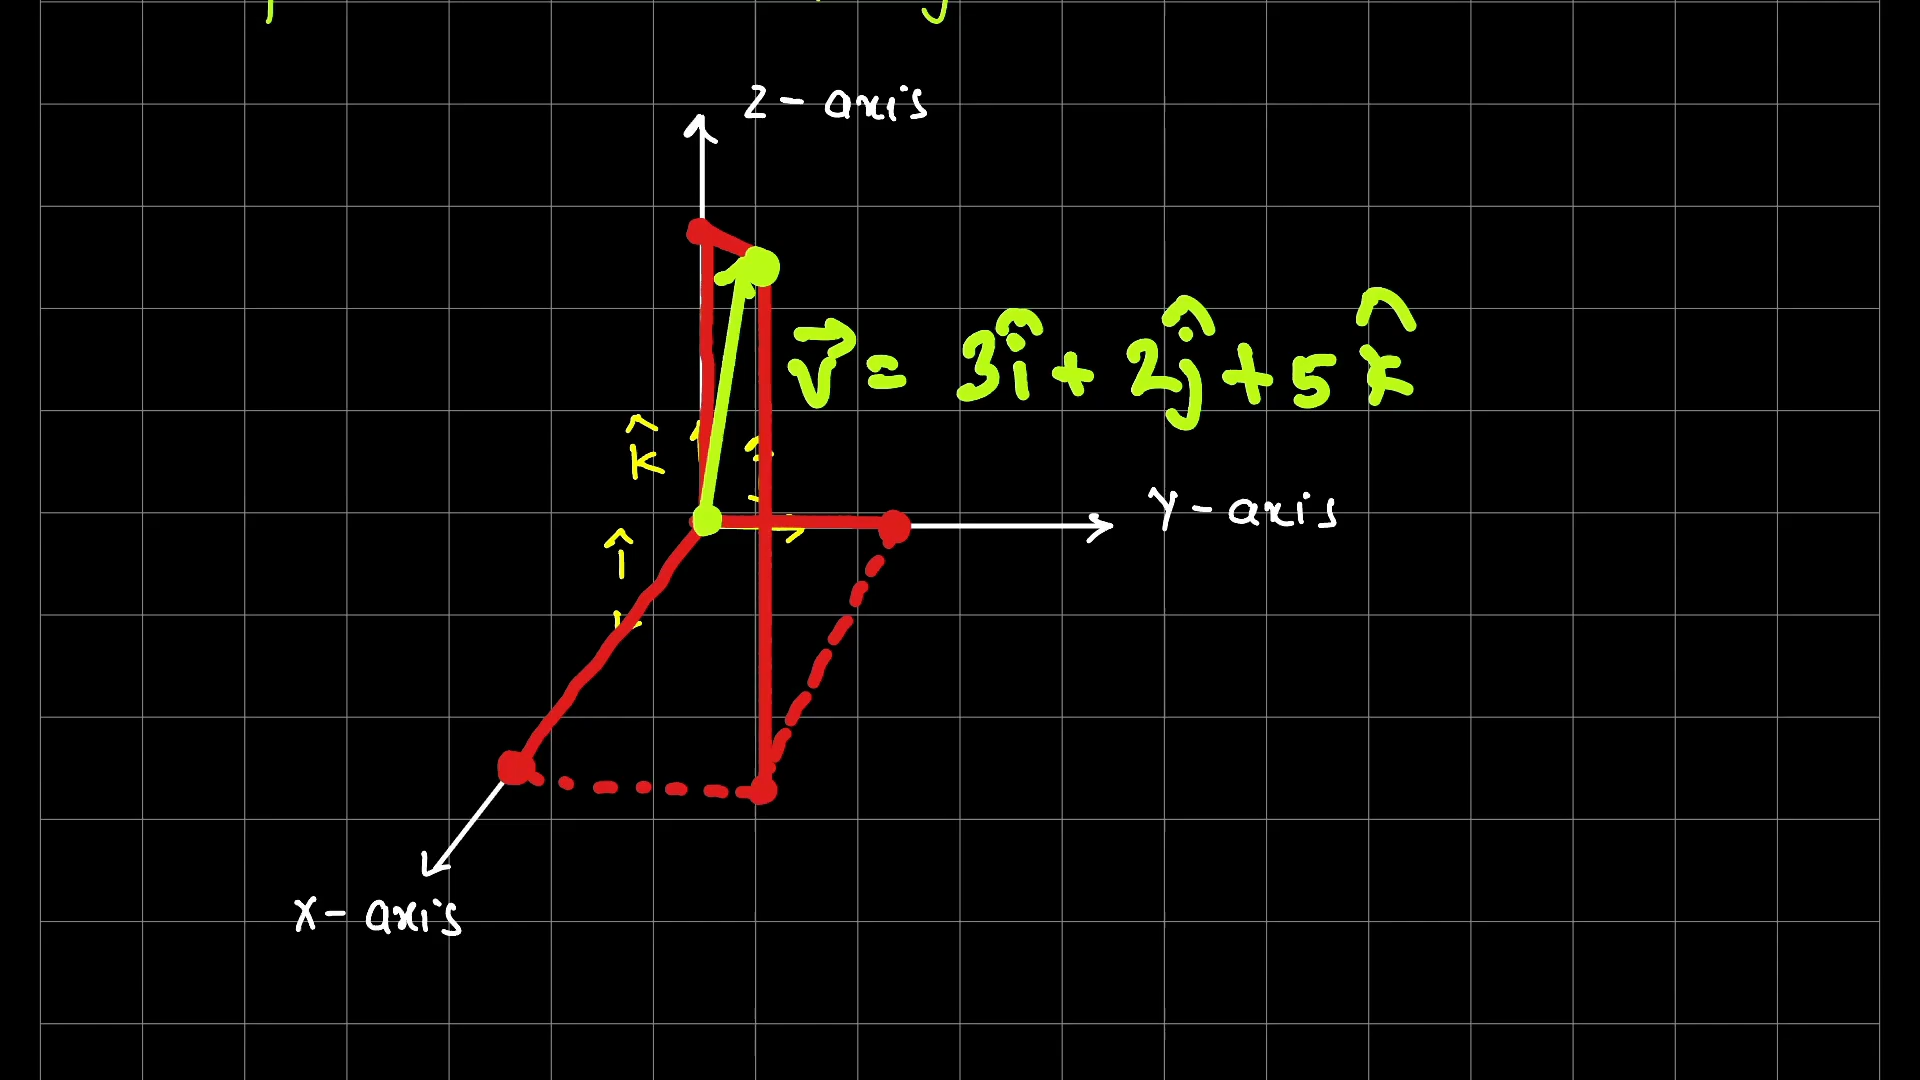 z - axis
v⃗ = 3î + 2ĵ + 5k̂
k̂
y - axis
î
x - axis